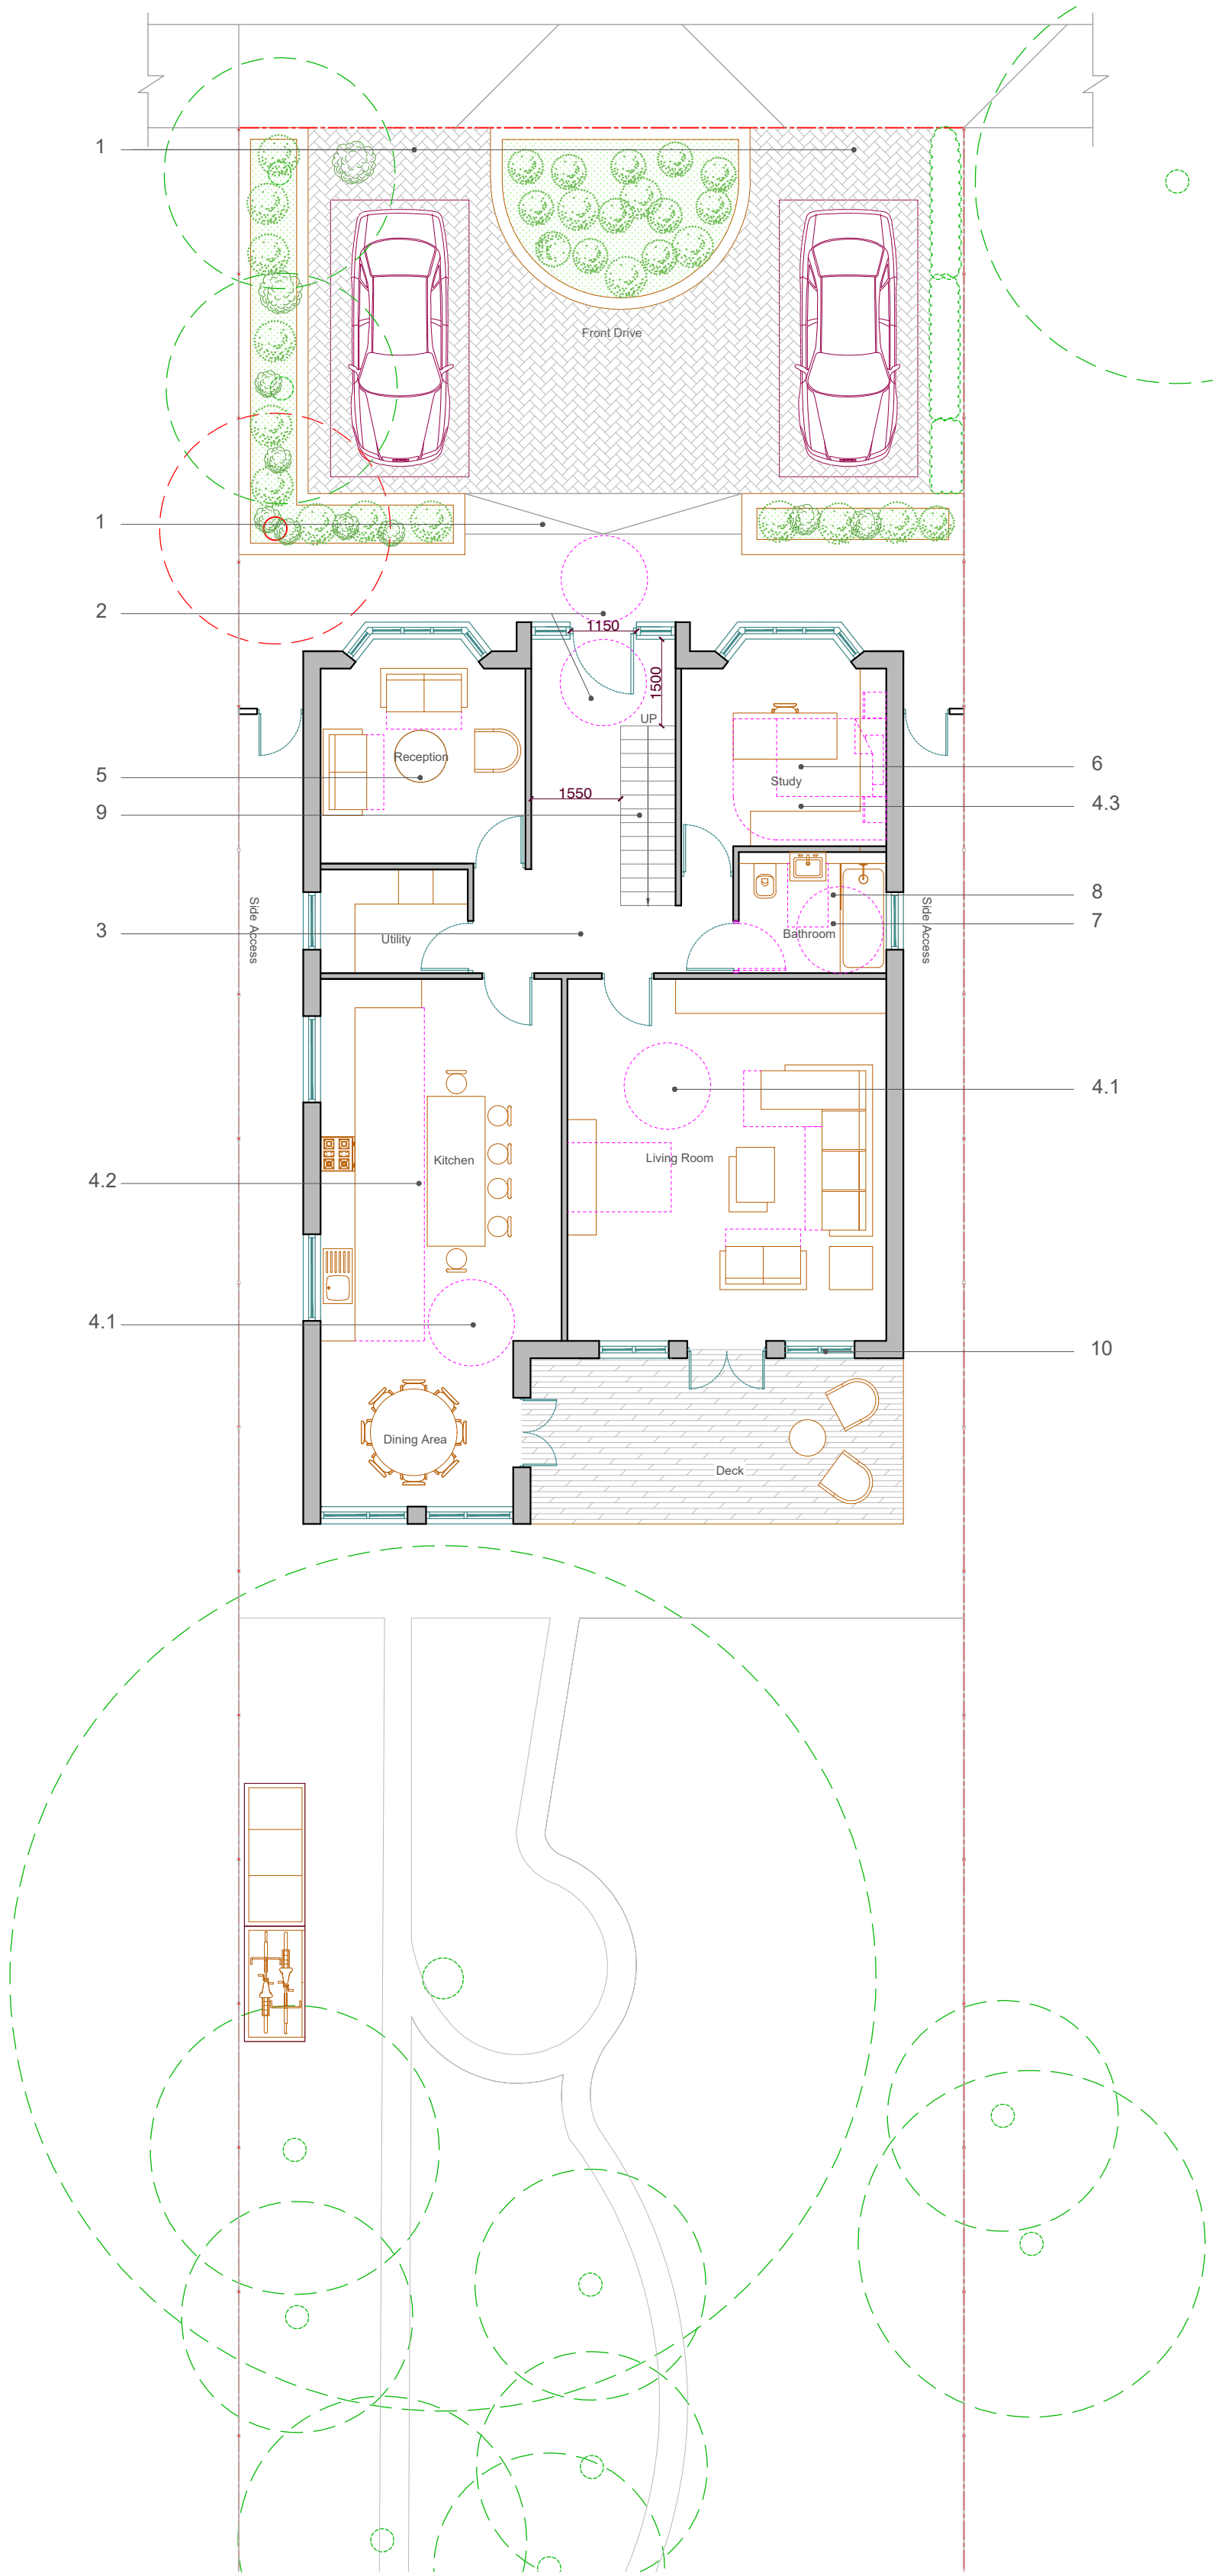 1
Front Drive
1
2
1150
1500
UP
Reception
5
6
Study
1550
4.3
9
8
Side Access
Side Access
7
3
Utility
Bathroom
4.1
Kitchen
Living Room
4.2
4.1
10
Dining Area
Deck